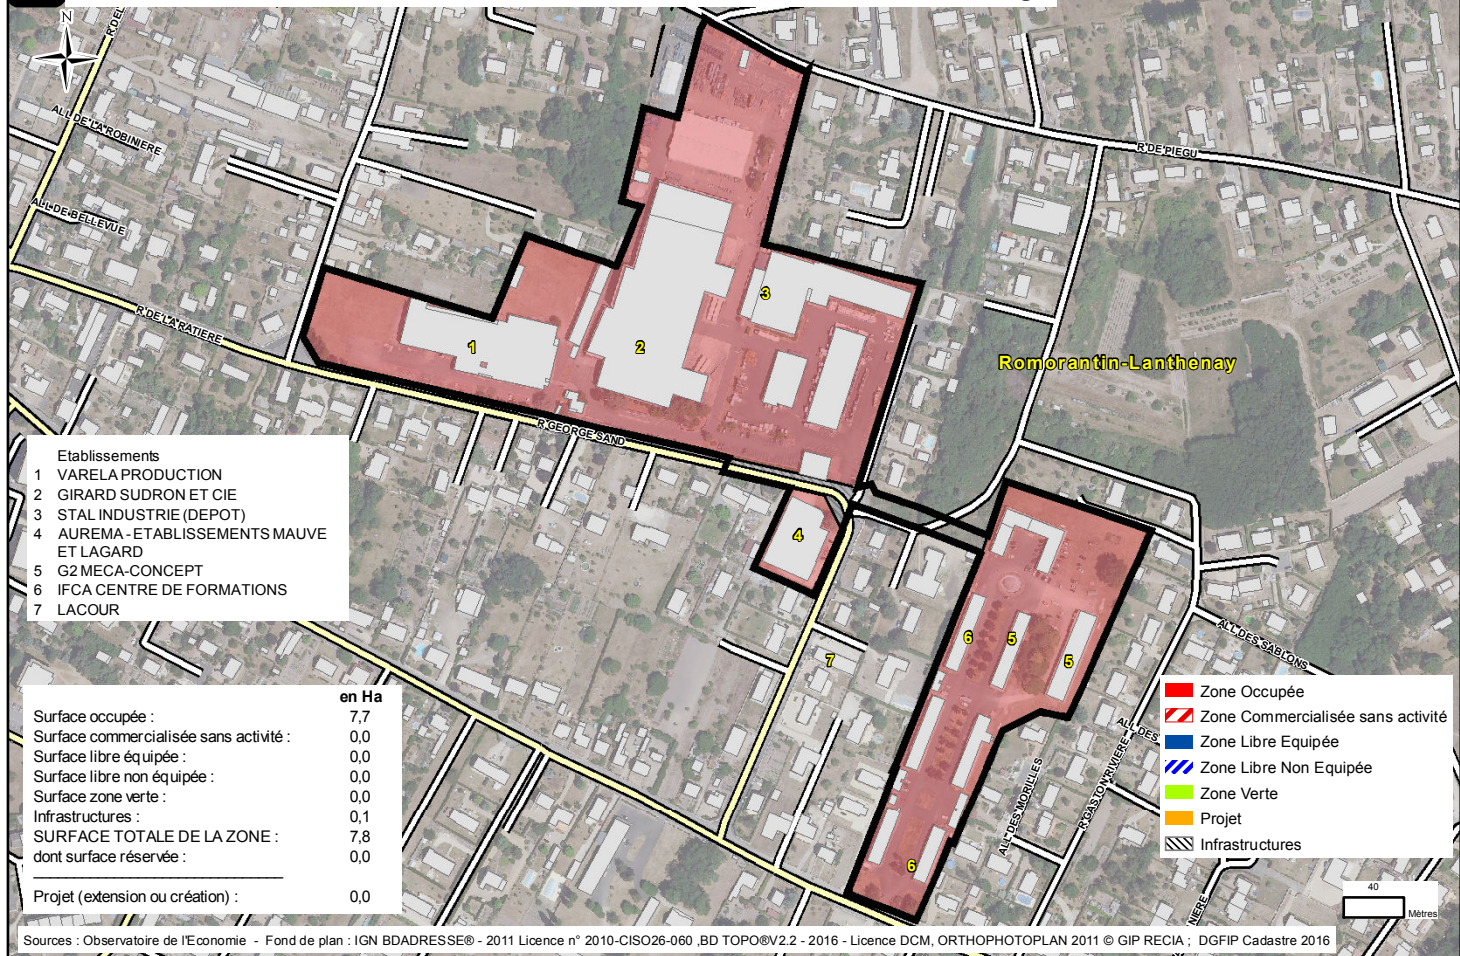 N
R DEL
ALL DE LA ROBINIERE
ALL DE BELLEVUE
R DE LA RATIERE
R DE PIEGU
Romorantin-Lanthenay
R GEORGE SAND
1
2
3
4
5
5
6
6
7
ALL DES SABLONS
ALL DES
ALL DES MORILLES
R GASTON RIVIERE
NIERE
Etablissements
1 VARELA PRODUCTION
2 GIRARD SUDRON ET CIE
3 STAL INDUSTRIE (DEPOT)
4 AUREMA - ETABLISSEMENTS MAUVE
ET LAGARD
5 G2 MECA-CONCEPT
6 IFCA CENTRE DE FORMATIONS
7 LACOUR
en Ha
Surface occupée : 7,7
Surface commercialisée sans activité : 0,0
Surface libre équipée : 0,0
Surface libre non équipée : 0,0
Surface zone verte : 0,0
Infrastructures : 0,1
SURFACE TOTALE DE LA ZONE : 7,8
dont surface réservée : 0,0
Projet (extension ou création) : 0,0
Zone Occupée
Zone Commercialisée sans activité
Zone Libre Equipée
Zone Libre Non Equipée
Zone Verte
Projet
Infrastructures
40
Mètres
Sources : Observatoire de l'Economie - Fond de plan : IGN BDADRESSE® - 2011 Licence n° 2010-CISO26-060 ,BD TOPO®V2.2 - 2016 - Licence DCM, ORTHOPHOTOPLAN 2011 © GIP RECIA ; DGFIP Cadastre 2016